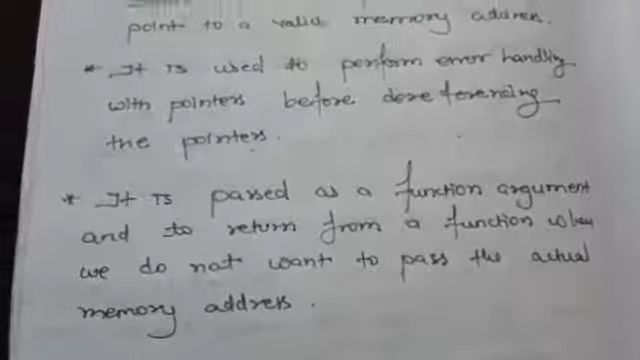 point to a valid memory address.
* It is used to perform error handling
with pointers before dereferencing
the pointers.
* It is passed as a function argument
and to return from a function when
we do not want to pass the actual
memory address.